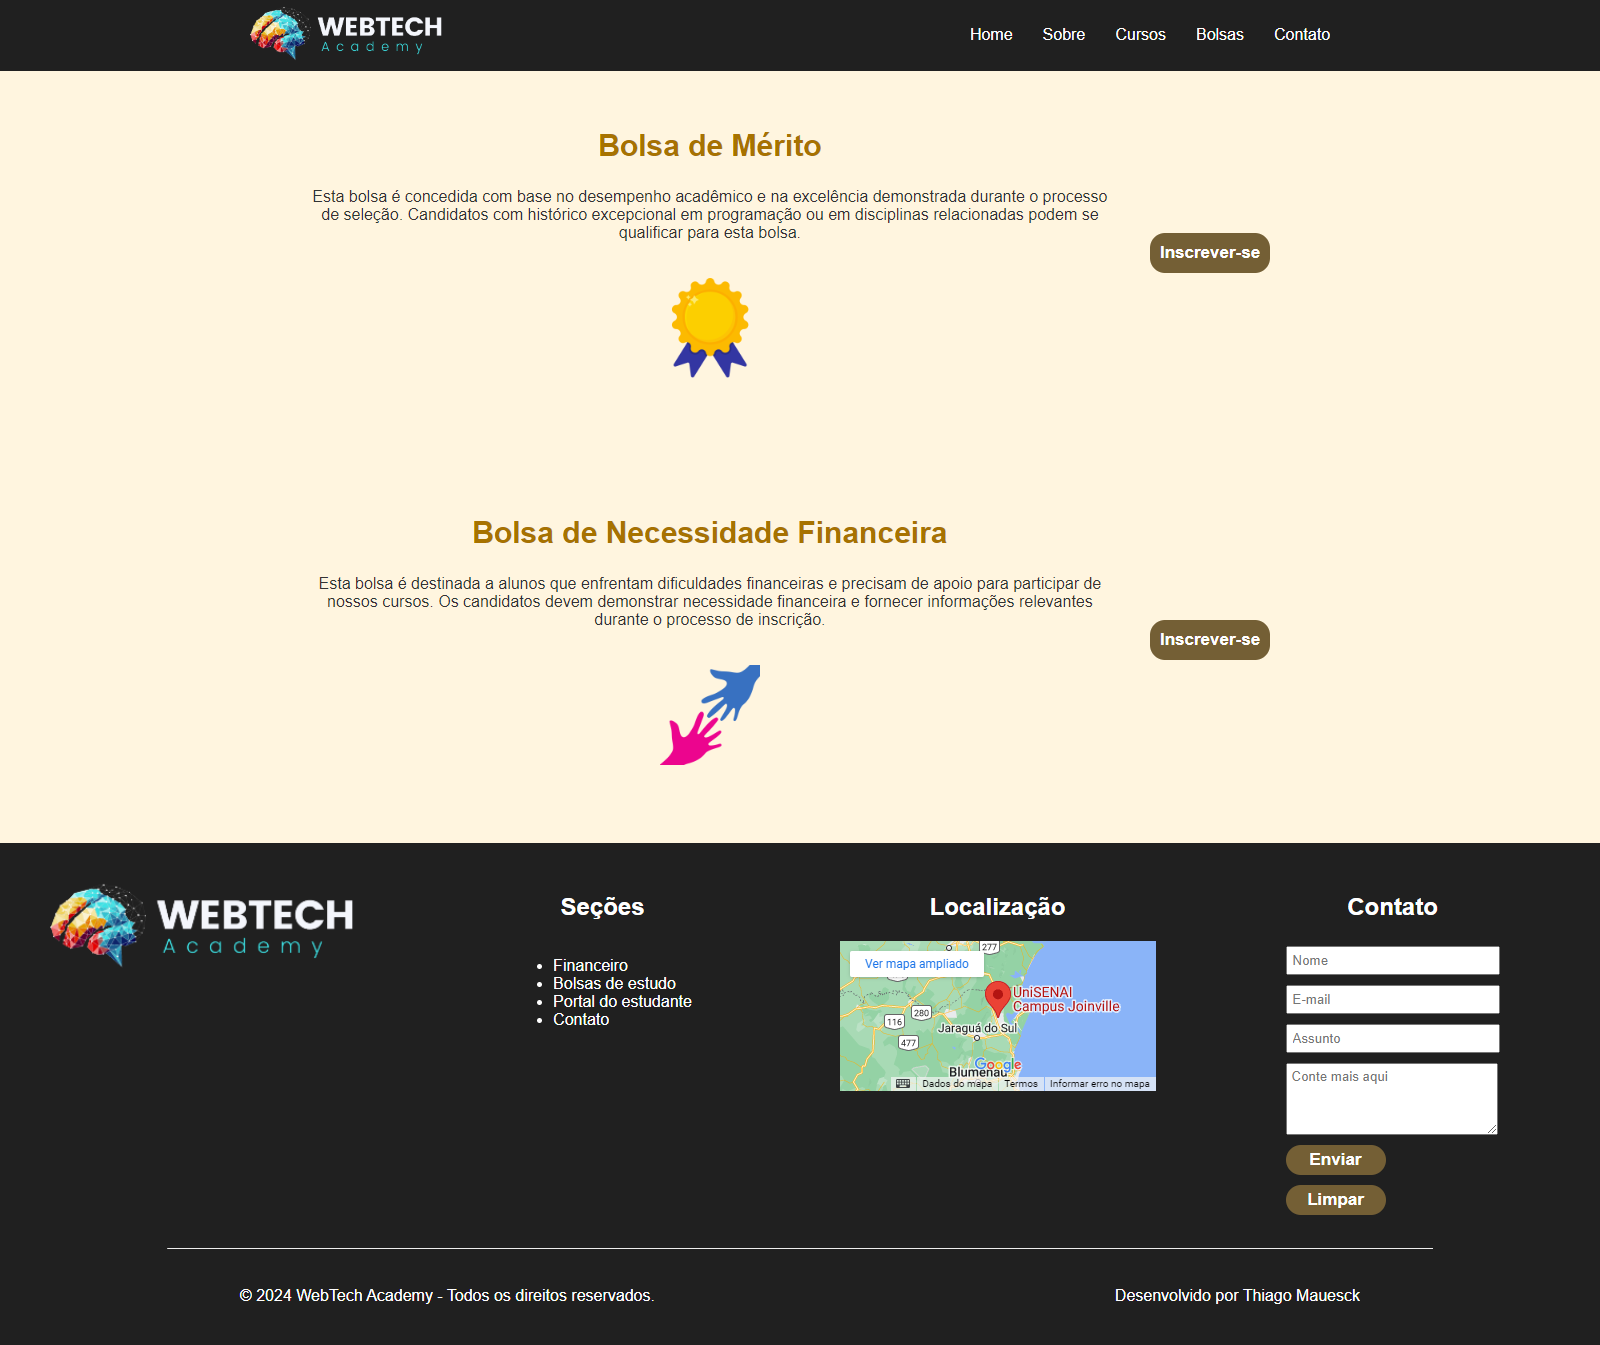 WEBTECH
Academy
Home Sobre Cursos Bolsas Contato
Bolsa de Mérito
Esta bolsa é concedida com base no desempenho acadêmico e na excelência demonstrada durante o processo
de seleção. Candidatos com histórico excepcional em programação ou em disciplinas relacionadas podem se
qualificar para esta bolsa.
Inscrever-se
Bolsa de Necessidade Financeira
Esta bolsa é destinada a alunos que enfrentam dificuldades financeiras e precisam de apoio para participar de
nossos cursos. Os candidatos devem demonstrar necessidade financeira e fornecer informações relevantes
durante o processo de inscrição.
Inscrever-se
WEBTECH
Academy
Seções
Financeiro
Bolsas de estudo
Portal do estudante
Contato
Localização
Ver mapa ampliado
277
UniSENAI
Campus Joinville
280
116
Jaraguá do Sul
477
Google
Blumenau
Dados do mapa Termos Informar erro no mapa
Contato
Nome
E-mail
Assunto
Conte mais aqui
Enviar
Limpar
© 2024 WebTech Academy - Todos os direitos reservados.
Desenvolvido por Thiago Mauesck